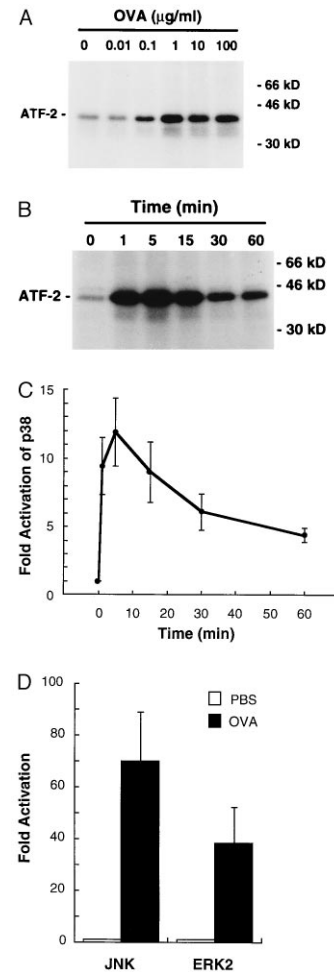 A
OVA (μg/ml)
0 0.01 0.1 1 10 100
ATF-2 -
- 66 kD
- 46 kD
- 30 kD
B
Time (min)
0 1 5 15 30 60
ATF-2 -
- 66 kD
- 46 kD
- 30 kD
C
Fold Activation of p38
15
10
5
0
0 10 20 30 40 50 60
Time (min)
D
Fold Activation
100
80
60
40
20
0
PBS
OVA
JNK ERK2